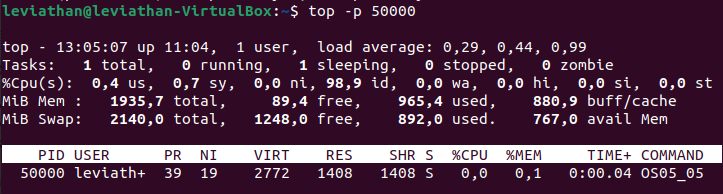 leviathan@leviathan-VirtualBox:~$ top -p 50000
top - 13:05:07 up 11:04,  1 user,  load average: 0,29, 0,44, 0,99
Tasks:   1 total,   0 running,   1 sleeping,   0 stopped,   0 zombie
%Cpu(s):  0,4 us,  0,7 sy,  0,0 ni, 98,9 id,  0,0 wa,  0,0 hi,  0,0 si,  0,0 st
MiB Mem :   1935,7 total,     89,4 free,    965,4 used,    880,9 buff/cache
MiB Swap:   2140,0 total,   1248,0 free,    892,0 used.    767,0 avail Mem
PID USER      PR  NI    VIRT    RES    SHR S  %CPU  %MEM     TIME+ COMMAND
50000 leviath+  39  19    2772   1408   1408 S   0,0   0,1   0:00.04 OS05_05